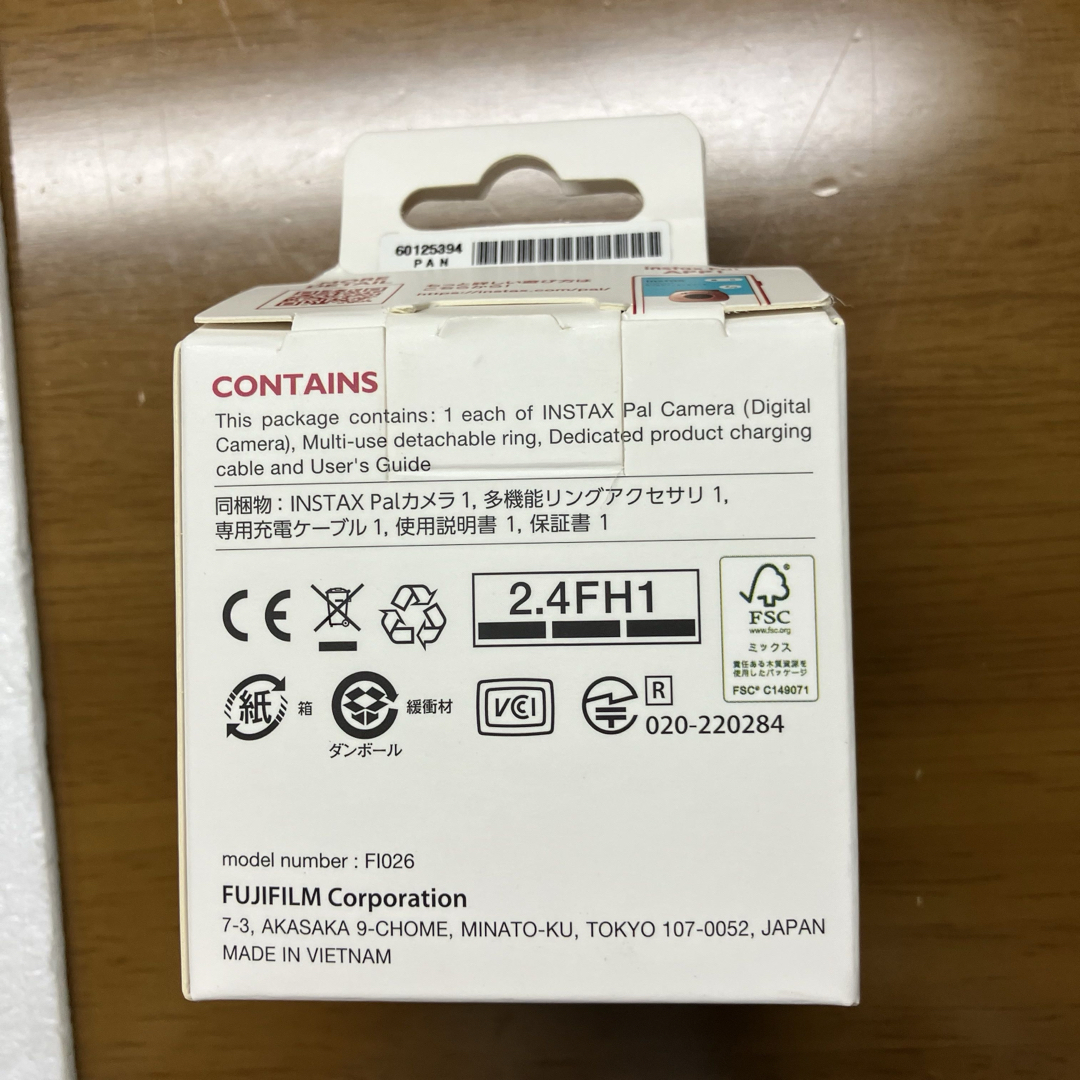 60125394
PAN
DETAIL
https://instax.com/pal/
CONTAINS
This package contains: 1 each of INSTAX Pal Camera (Digital
Camera), Multi-use detachable ring, Dedicated product charging
cable and User's Guide
同梱物：INSTAX Palカメラ 1, 多機能リングアクセサリ 1,
専用充電ケーブル 1, 使用説明書 1, 保証書 1
CE
2.4FH1
FSC
www.fsc.org
ミックス
責任ある木質資源を
使用したパッケージ
FSC® C149071
紙 箱
緩衝材
ダンボール
VCCI
R
020-220284
model number : FI026
FUJIFILM Corporation
7-3, AKASAKA 9-CHOME, MINATO-KU, TOKYO 107-0052, JAPAN
MADE IN VIETNAM